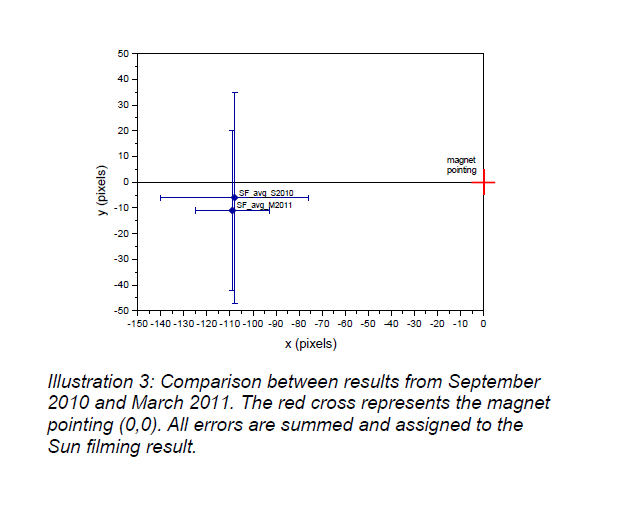 50
40
30
20
10
0
-10
-20
-30
-40
-50
y (pixels)
magnet
pointing
SF_avg_S2010
SF_avg_M2011
-150 -140 -130 -120 -110 -100 -90 -80 -70 -60 -50 -40 -30 -20 -10 0
x (pixels)
Illustration 3: Comparison between results from September
2010 and March 2011. The red cross represents the magnet
pointing (0,0). All errors are summed and assigned to the
Sun filming result.